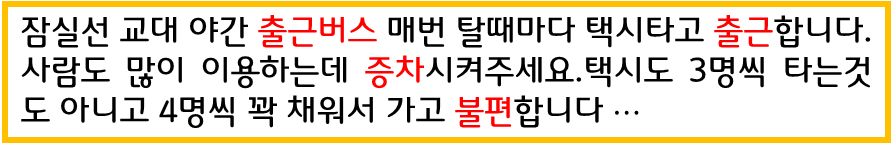 잠실선 교대 야간 출근버스 매번 탈때마다 택시타고 출근합니다.
사람도 많이 이용하는데 증차시켜주세요.택시도 3명씩 타는것
도 아니고 4명씩 꽉 채워서 가고 불편합니다 …